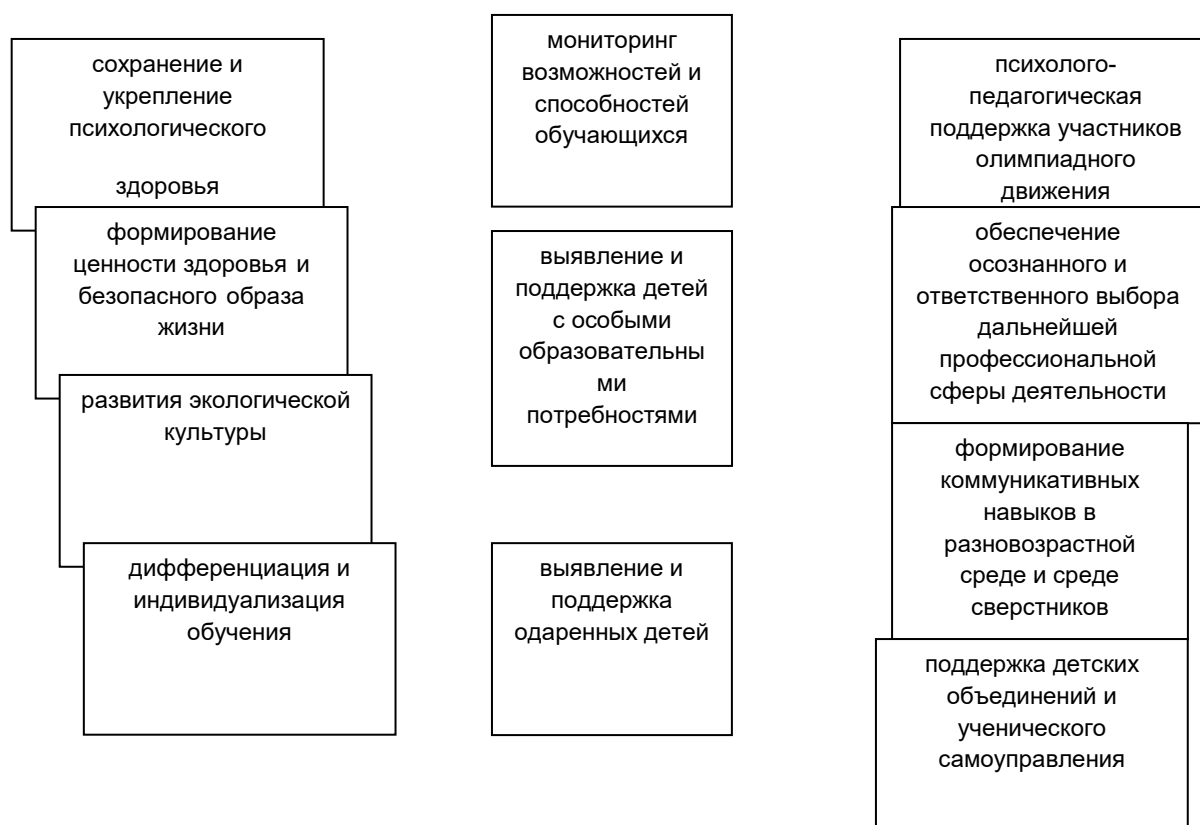 сохранение и
укрепление
психологического
здоровья
формирование
ценности здоровья и
безопасного образа
жизни
развития экологической
культуры
дифференциация и
индивидуализация
обучения
мониторинг
возможностей и
способностей
обучающихся
выявление и
поддержка детей
с особыми
образовательны
ми
потребностями
выявление и
поддержка
одаренных детей
психолого-
педагогическая
поддержка участников
олимпиадного
движения
обеспечение
осознанного и
ответственного выбора
дальнейшей
профессиональной
сферы деятельности
формирование
коммуникативных
навыков в
разновозрастной
среде и среде
сверстников
поддержка детских
объединений и
ученического
самоуправления